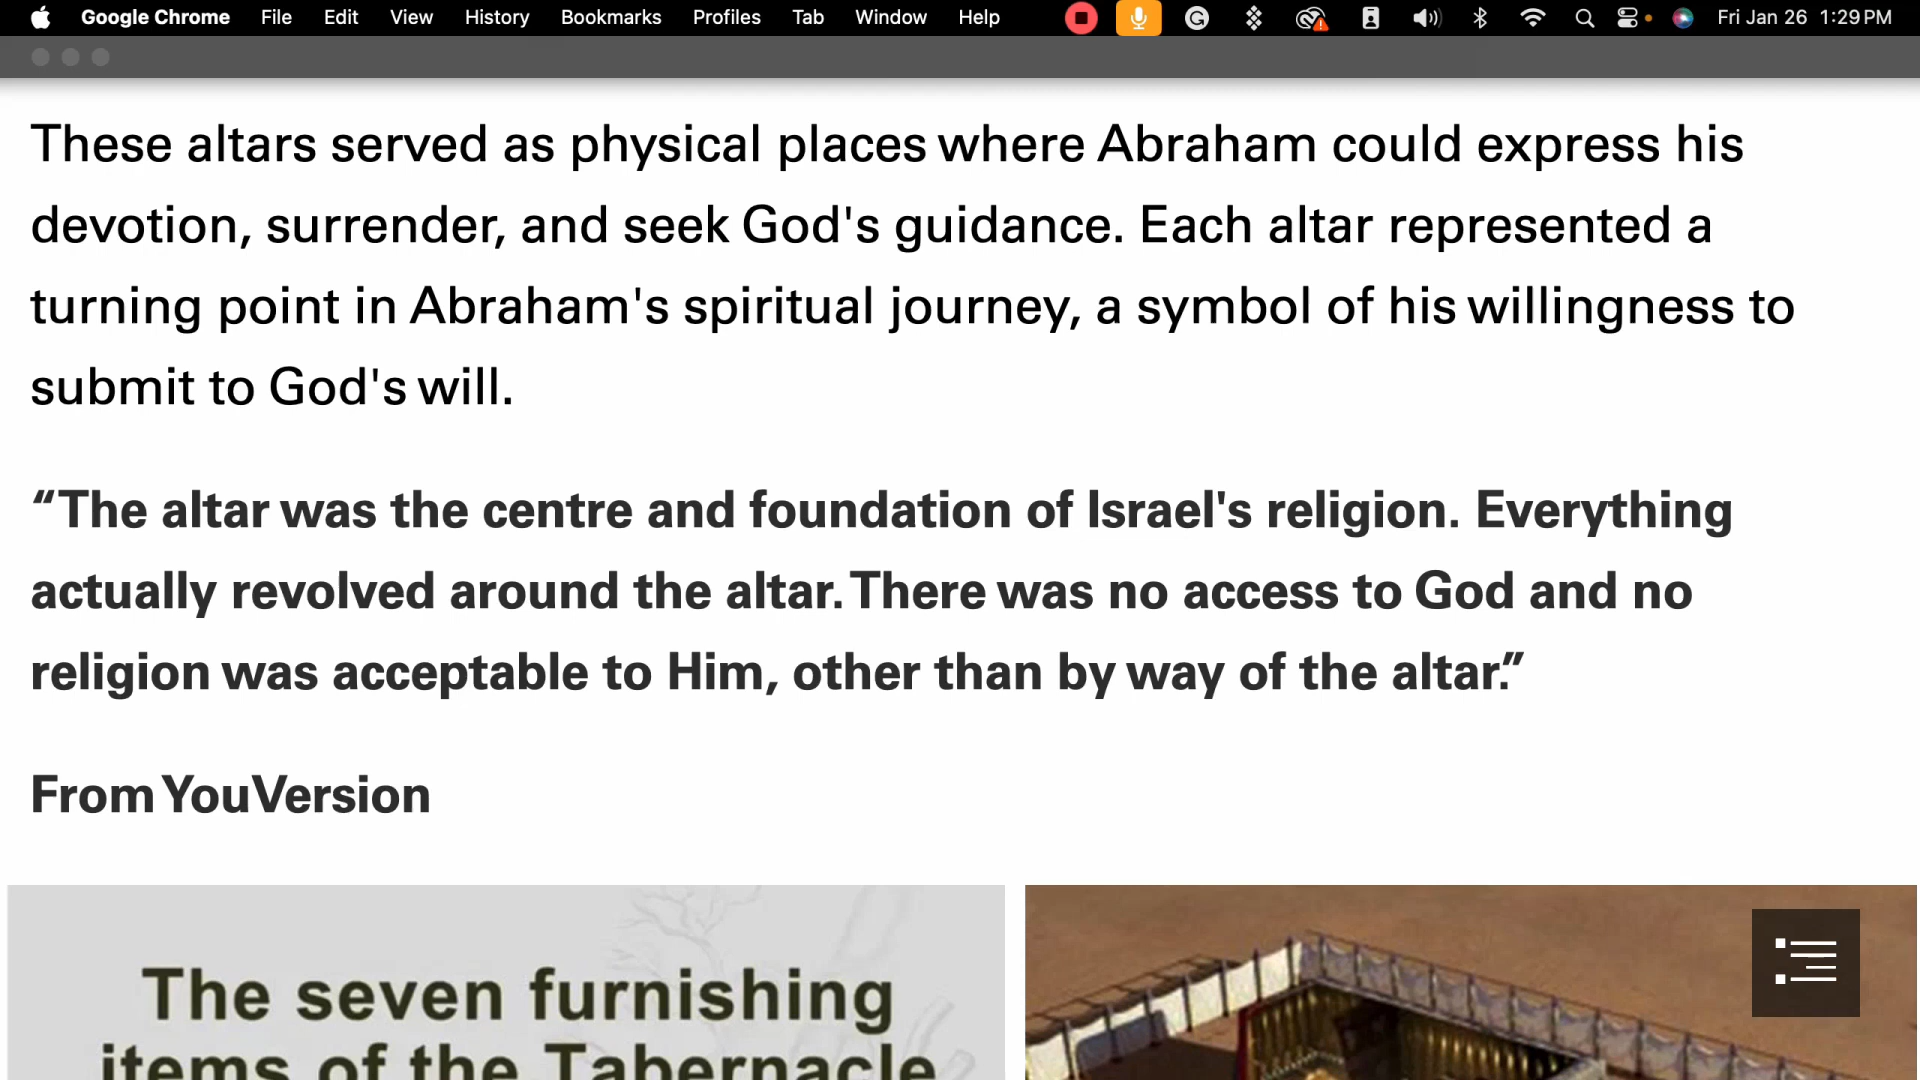 Google Chrome File Edit View History Bookmarks Profiles Tab Window Help Fri Jan 26 1:29 PM
These altars served as physical places where Abraham could express his
devotion, surrender, and seek God's guidance. Each altar represented a
turning point in Abraham's spiritual journey, a symbol of his willingness to
submit to God's will.
“The altar was the centre and foundation of Israel's religion. Everything
actually revolved around the altar. There was no access to God and no
religion was acceptable to Him, other than by way of the altar.”
From YouVersion
The seven furnishing
items of the Tabernacle